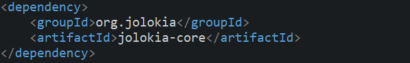 <dependency>
    <groupId>org.jolokia</groupId>
    <artifactId>jolokia-core</artifactId>
</dependency>